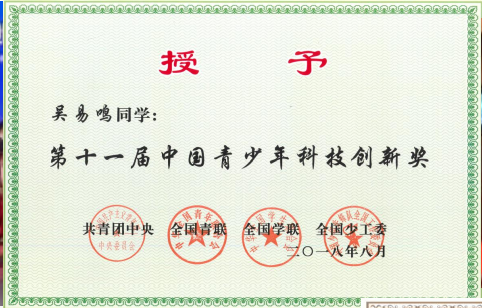 授 予
吴易鸣同学：
第十一届中国青少年科技创新奖
共青团中央 全国青联 全国学联 全国少工委
二〇一八年八月